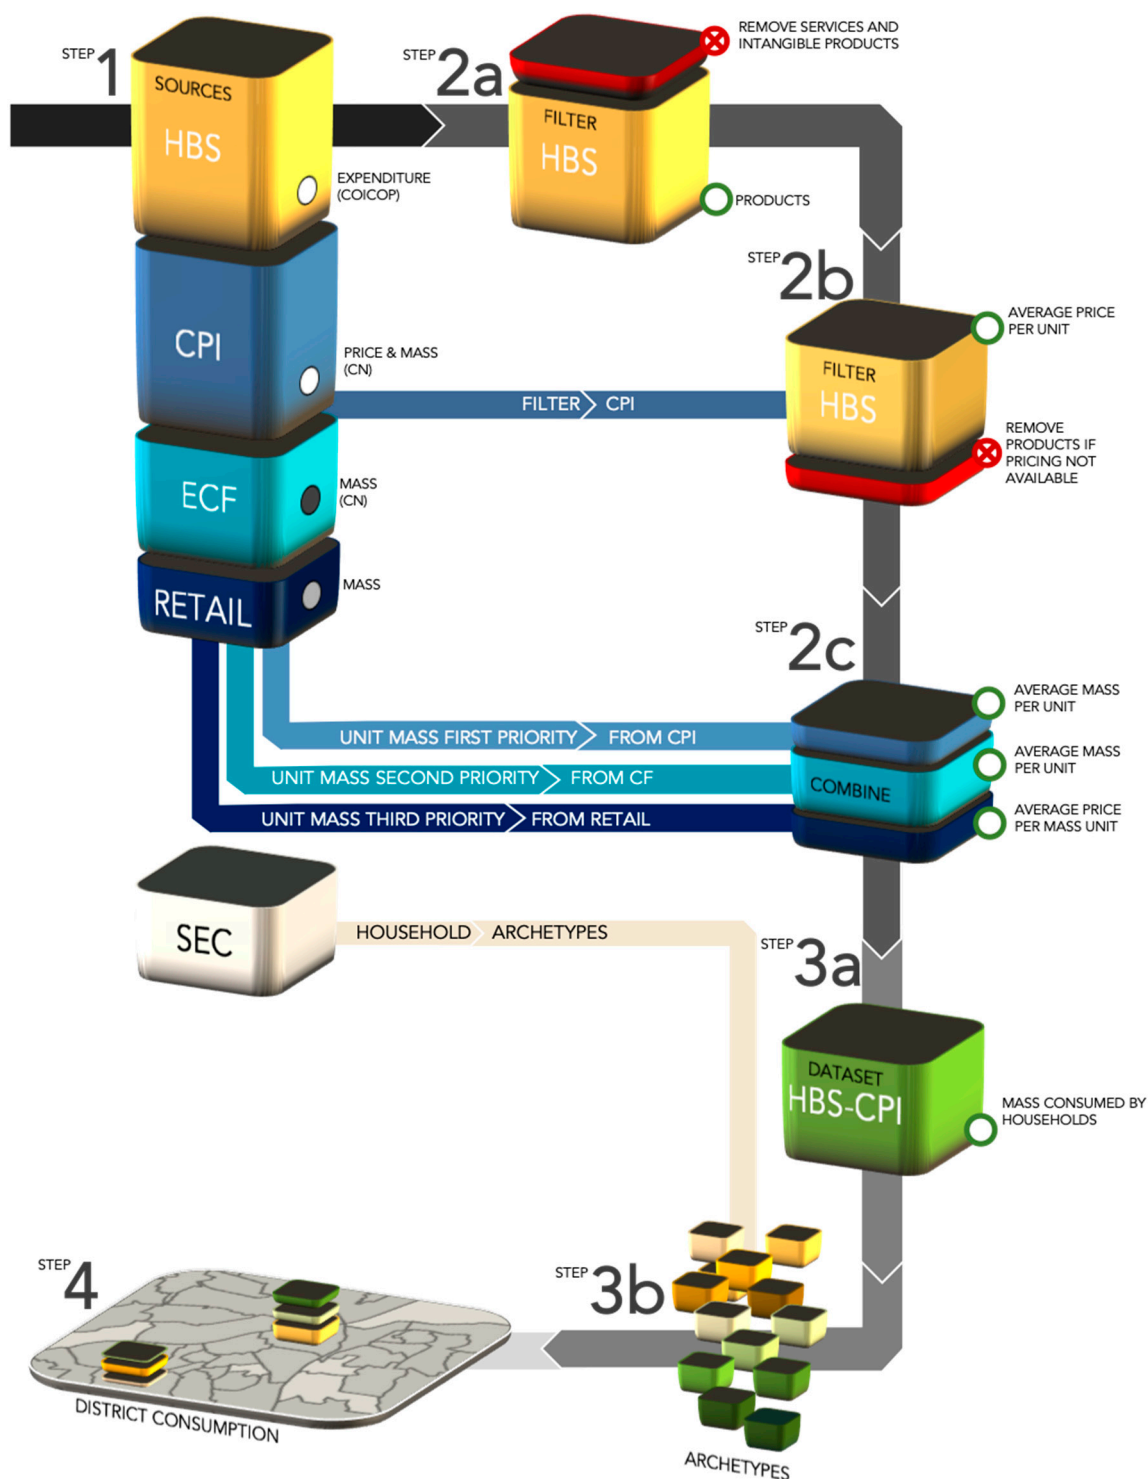 STEP 1
SOURCES
HBS
EXPENDITURE
(COICOP)
STEP 2a
REMOVE SERVICES AND
INTANGIBLE PRODUCTS
FILTER
HBS
PRODUCTS
CPI
PRICE & MASS
(CN)
FILTER CPI
STEP 2b
AVERAGE PRICE
PER UNIT
FILTER
HBS
REMOVE
PRODUCTS IF
PRICING NOT
AVAILABLE
ECF
MASS
(CN)
RETAIL
MASS
STEP 2c
UNIT MASS FIRST PRIORITY FROM CPI
UNIT MASS SECOND PRIORITY FROM CF
UNIT MASS THIRD PRIORITY FROM RETAIL
COMBINE
AVERAGE MASS
PER UNIT
AVERAGE MASS
PER UNIT
AVERAGE PRICE
PER MASS UNIT
SEC
HOUSEHOLD ARCHETYPES
STEP 3a
DATASET
HBS-CPI
MASS CONSUMED BY
HOUSEHOLDS
STEP 3b
ARCHETYPES
STEP 4
DISTRICT CONSUMPTION